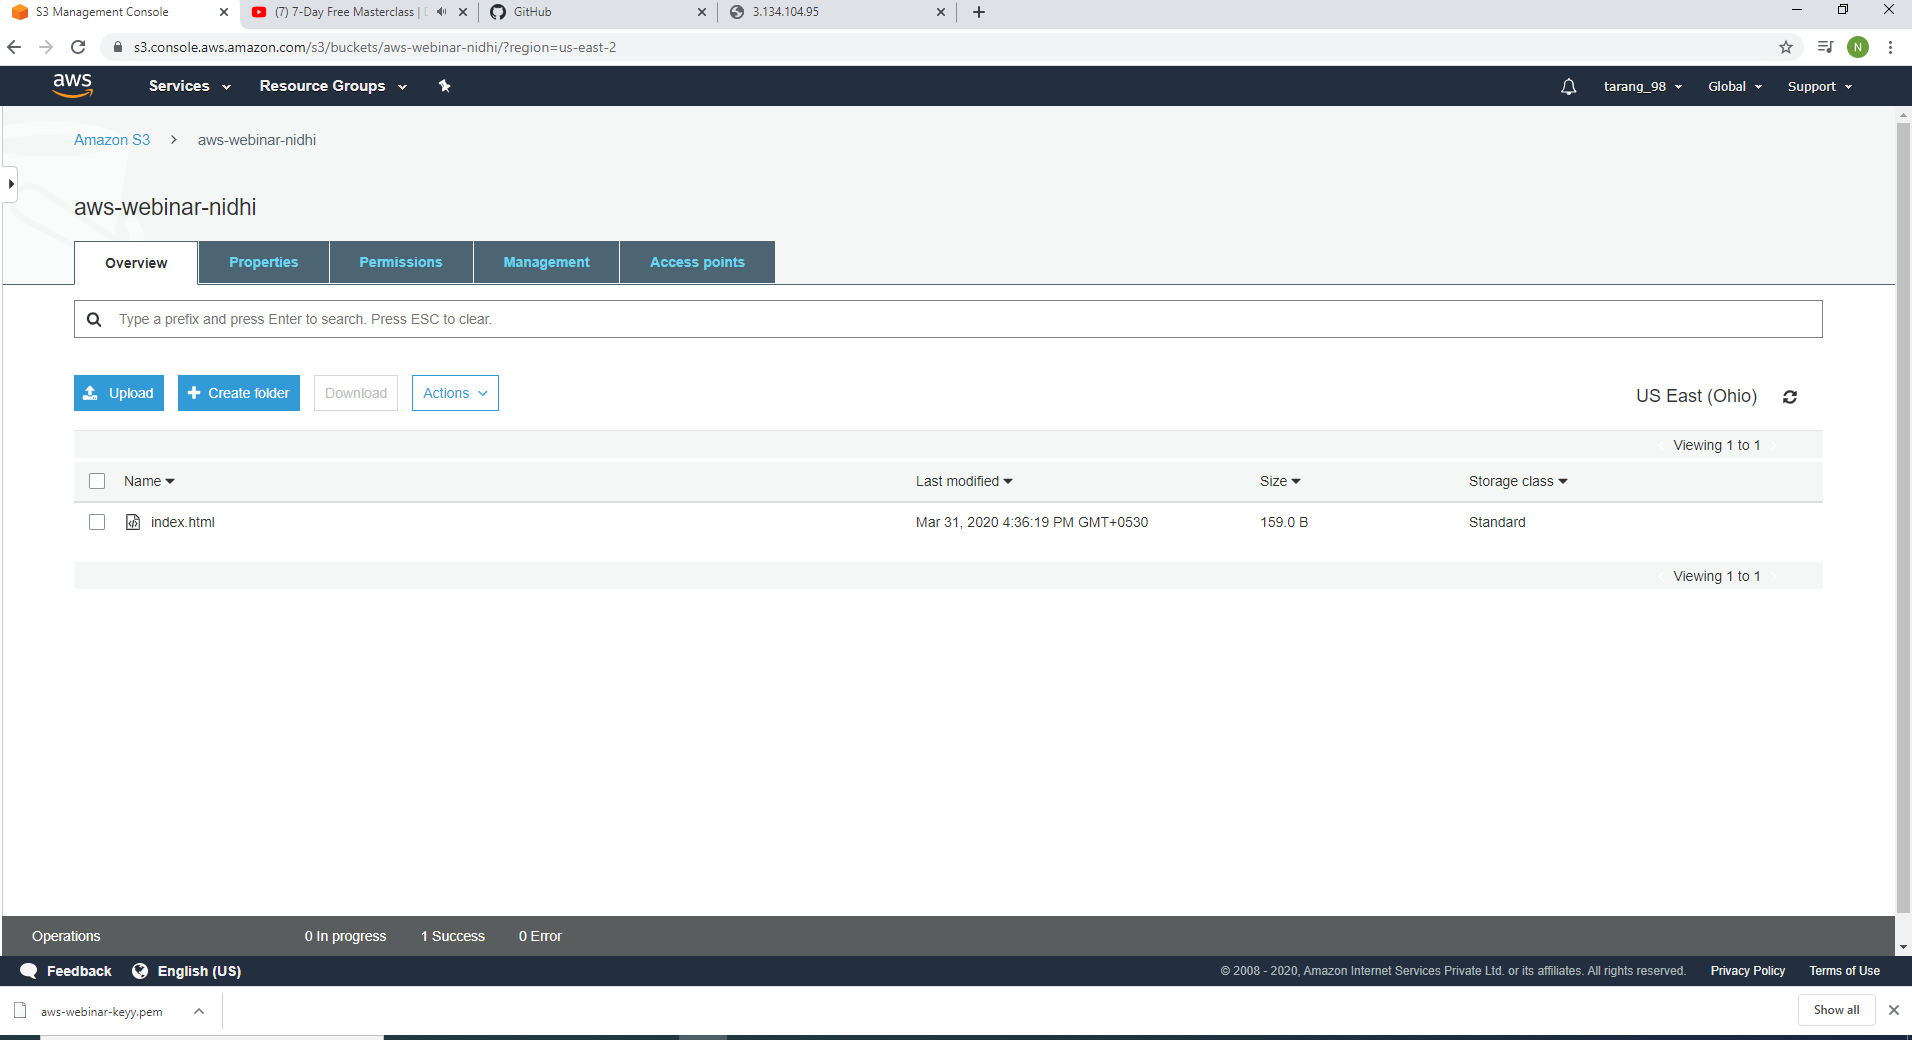 S3 Management Console
(7) 7-Day Free Masterclass |
GitHub
3.134.104.95
s3.console.aws.amazon.com/s3/buckets/aws-webinar-nidhi/?region=us-east-2
N
aws
Services
Resource Groups
tarang_98
Global
Support
Amazon S3 > aws-webinar-nidhi
aws-webinar-nidhi
Overview
Properties
Permissions
Management
Access points
Type a prefix and press Enter to search. Press ESC to clear.
Upload
+ Create folder
Download
Actions
US East (Ohio)
Viewing 1 to 1
Name
Last modified
Size
Storage class
index.html
Mar 31, 2020 4:36:19 PM GMT+0530
159.0 B
Standard
Viewing 1 to 1
Operations
0 In progress
1 Success
0 Error
Feedback
English (US)
© 2008 - 2020, Amazon Internet Services Private Ltd. or its affiliates. All rights reserved.
Privacy Policy
Terms of Use
aws-webinar-keyy.pem
Show all